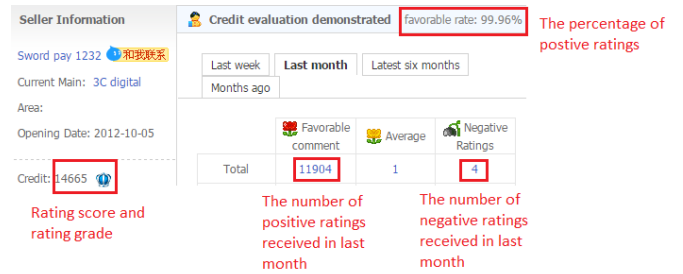 Seller Information
Sword pay 1232 和我联系
Current Main: 3C digital
Area:
Opening Date: 2012-10-05
Credit: 14665
Rating score and
rating grade
Credit evaluation demonstrated favorable rate: 99.96%
The percentage of
postive ratings
Last week Last month Latest six months
Months ago
Favorable
comment
Average
Negative
Ratings
Total 11904 1 4
The number of
positive ratings
received in last
month
The number of
negative ratings
received in last
month